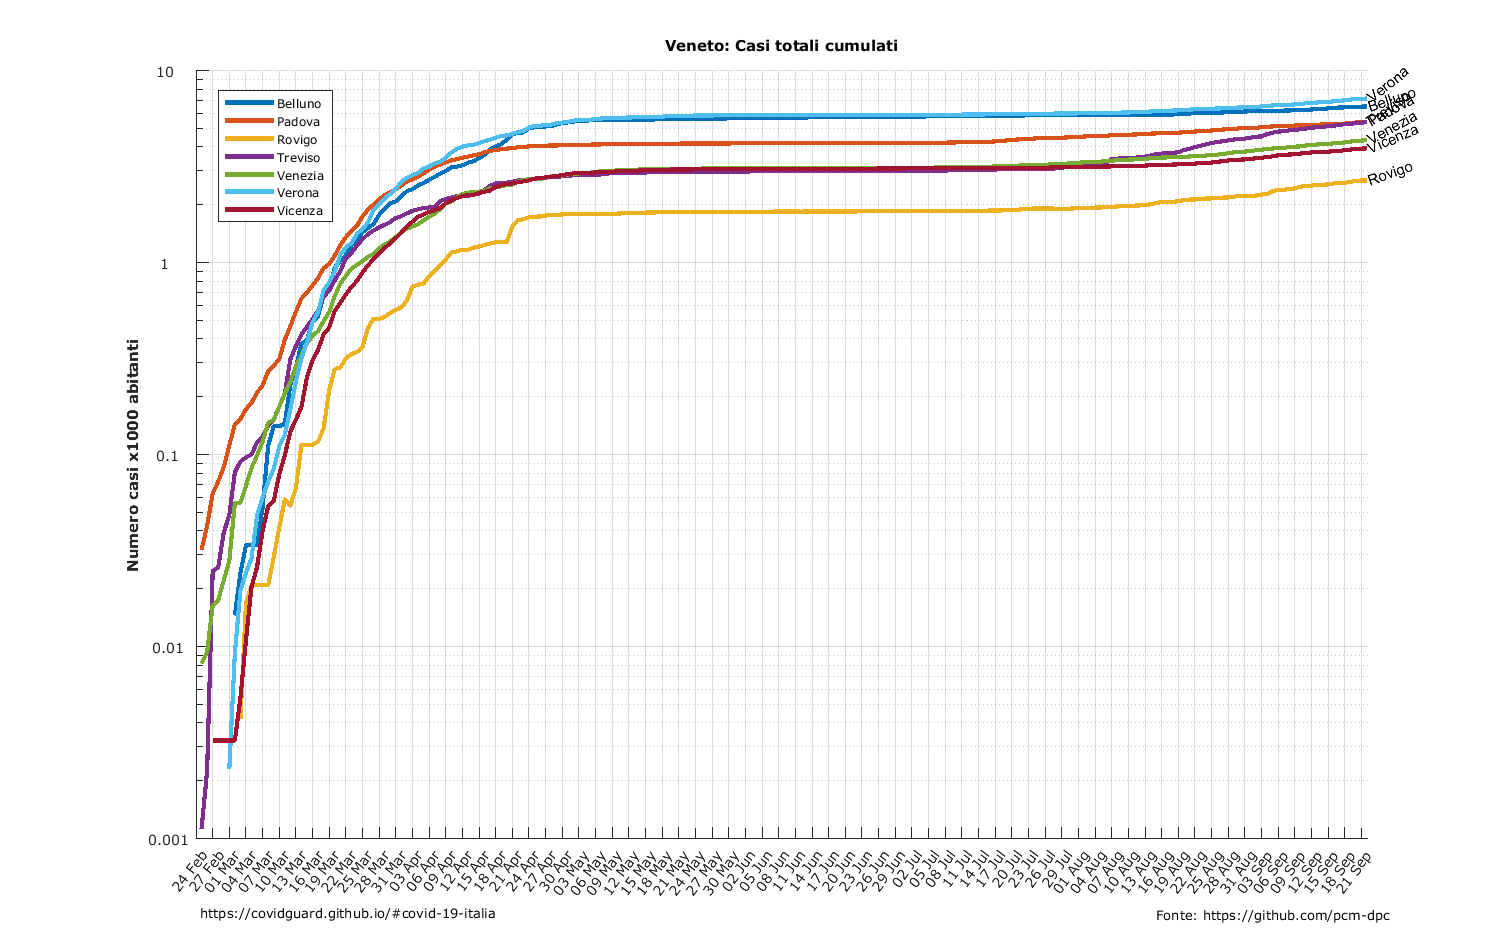 Veneto: Casi totali cumulati
Numero casi x1000 abitanti
10
1
0.1
0.01
0.001
Belluno
Padova
Rovigo
Treviso
Venezia
Verona
Vicenza
Verona
Belluno
Treviso
Padova
Venezia
Vicenza
Rovigo
24 Feb
27 Feb
01 Mar
04 Mar
07 Mar
10 Mar
13 Mar
16 Mar
19 Mar
22 Mar
25 Mar
28 Mar
31 Mar
03 Apr
06 Apr
09 Apr
12 Apr
15 Apr
18 Apr
21 Apr
24 Apr
27 Apr
30 Apr
03 May
06 May
09 May
12 May
15 May
18 May
21 May
24 May
27 May
30 May
02 Jun
05 Jun
08 Jun
11 Jun
14 Jun
17 Jun
20 Jun
23 Jun
26 Jun
29 Jun
02 Jul
05 Jul
08 Jul
11 Jul
14 Jul
17 Jul
20 Jul
23 Jul
26 Jul
29 Jul
01 Aug
04 Aug
07 Aug
10 Aug
13 Aug
16 Aug
19 Aug
22 Aug
25 Aug
28 Aug
31 Aug
03 Sep
06 Sep
09 Sep
12 Sep
15 Sep
18 Sep
21 Sep
https://covidguard.github.io/#covid-19-italia
Fonte: https://github.com/pcm-dpc